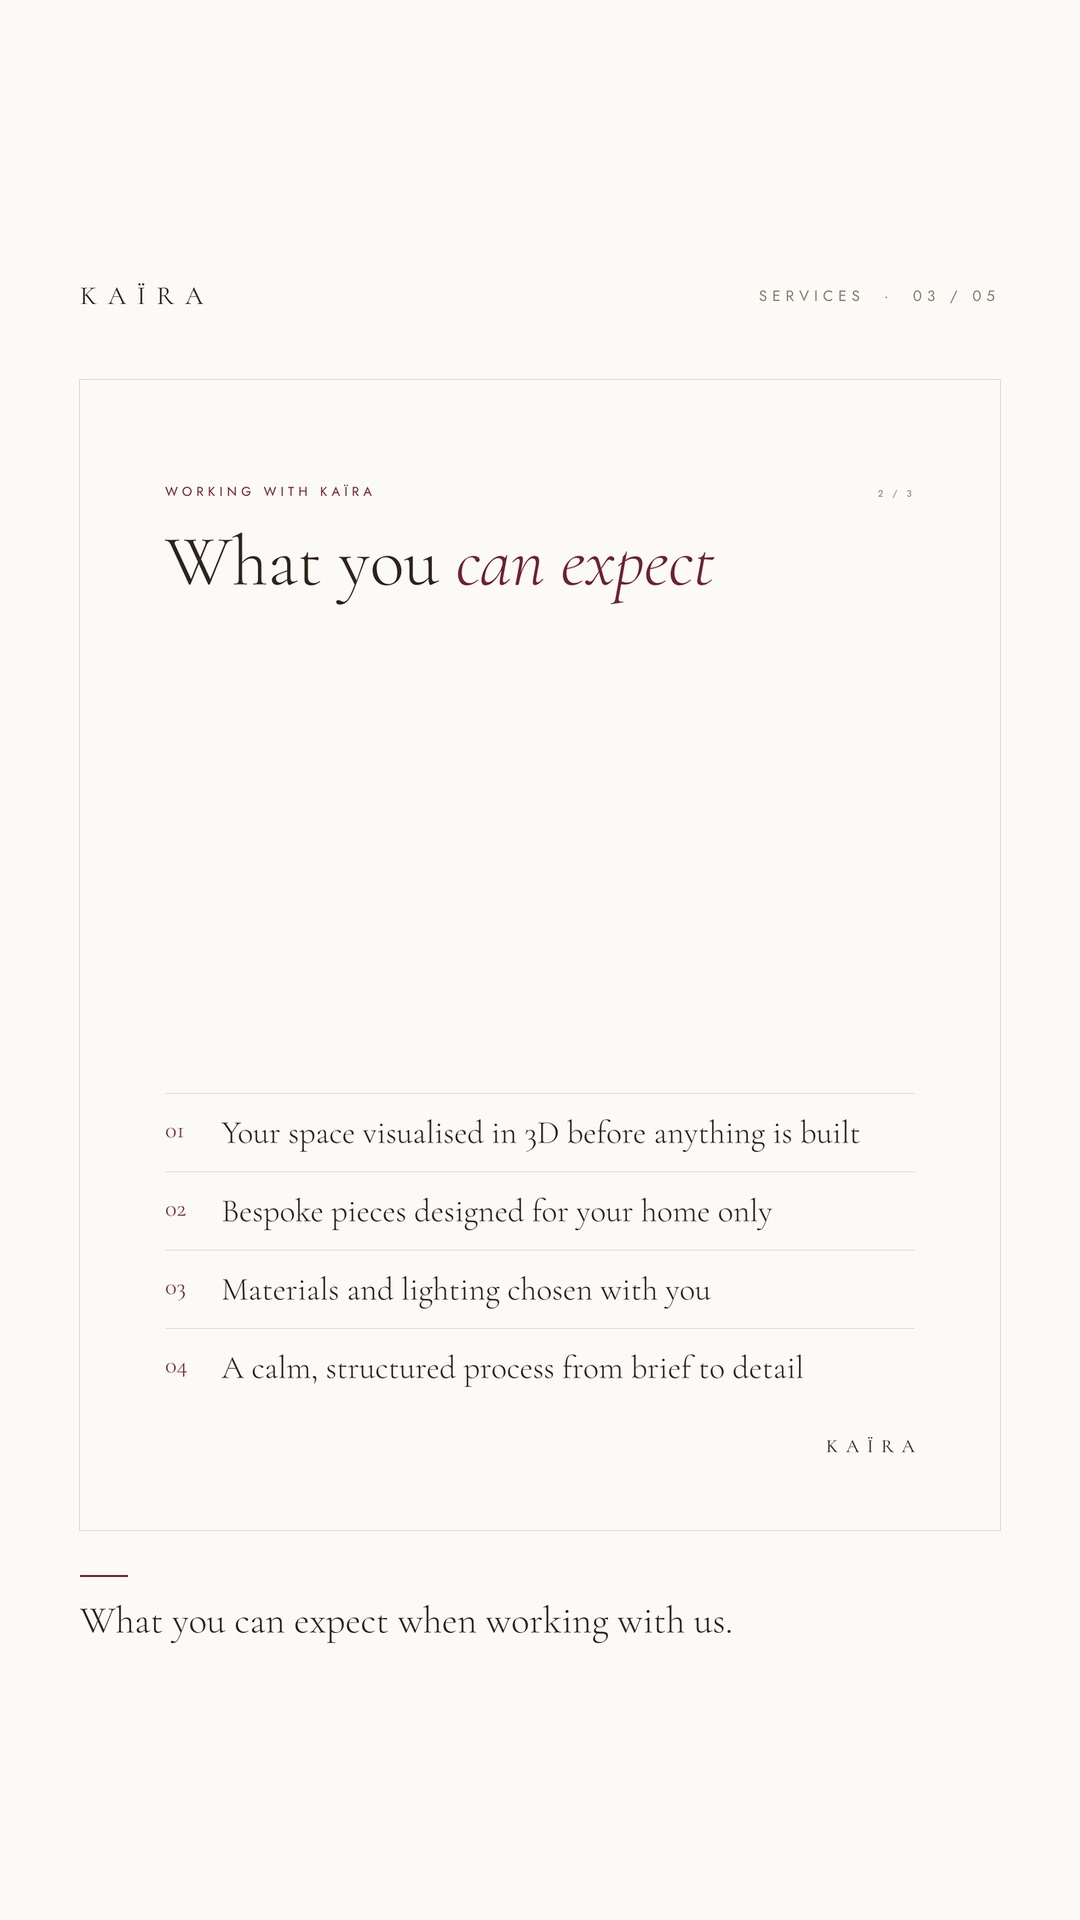 KAÏRA
SERVICES · 03 / 05
WORKING WITH KAÏRA
2 / 3
What you can expect
01 Your space visualised in 3D before anything is built
02 Bespoke pieces designed for your home only
03 Materials and lighting chosen with you
04 A calm, structured process from brief to detail
KAÏRA
What you can expect when working with us.